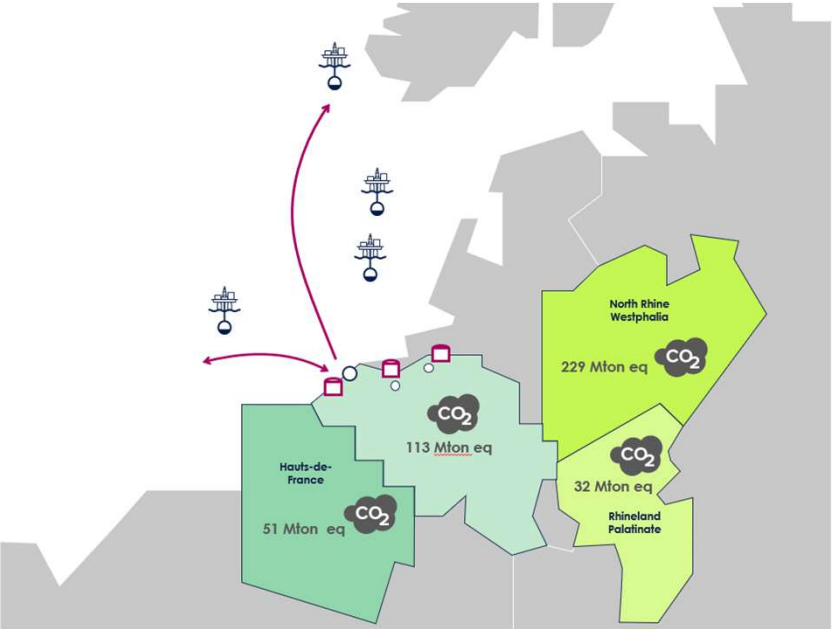 North Rhine
Westphalia
229 Mton eq
CO2
CO2
113 Mton eq
CO2
32 Mton eq
Rhineland
Palatinate
Hauts-de-
France
CO2
51 Mton eq